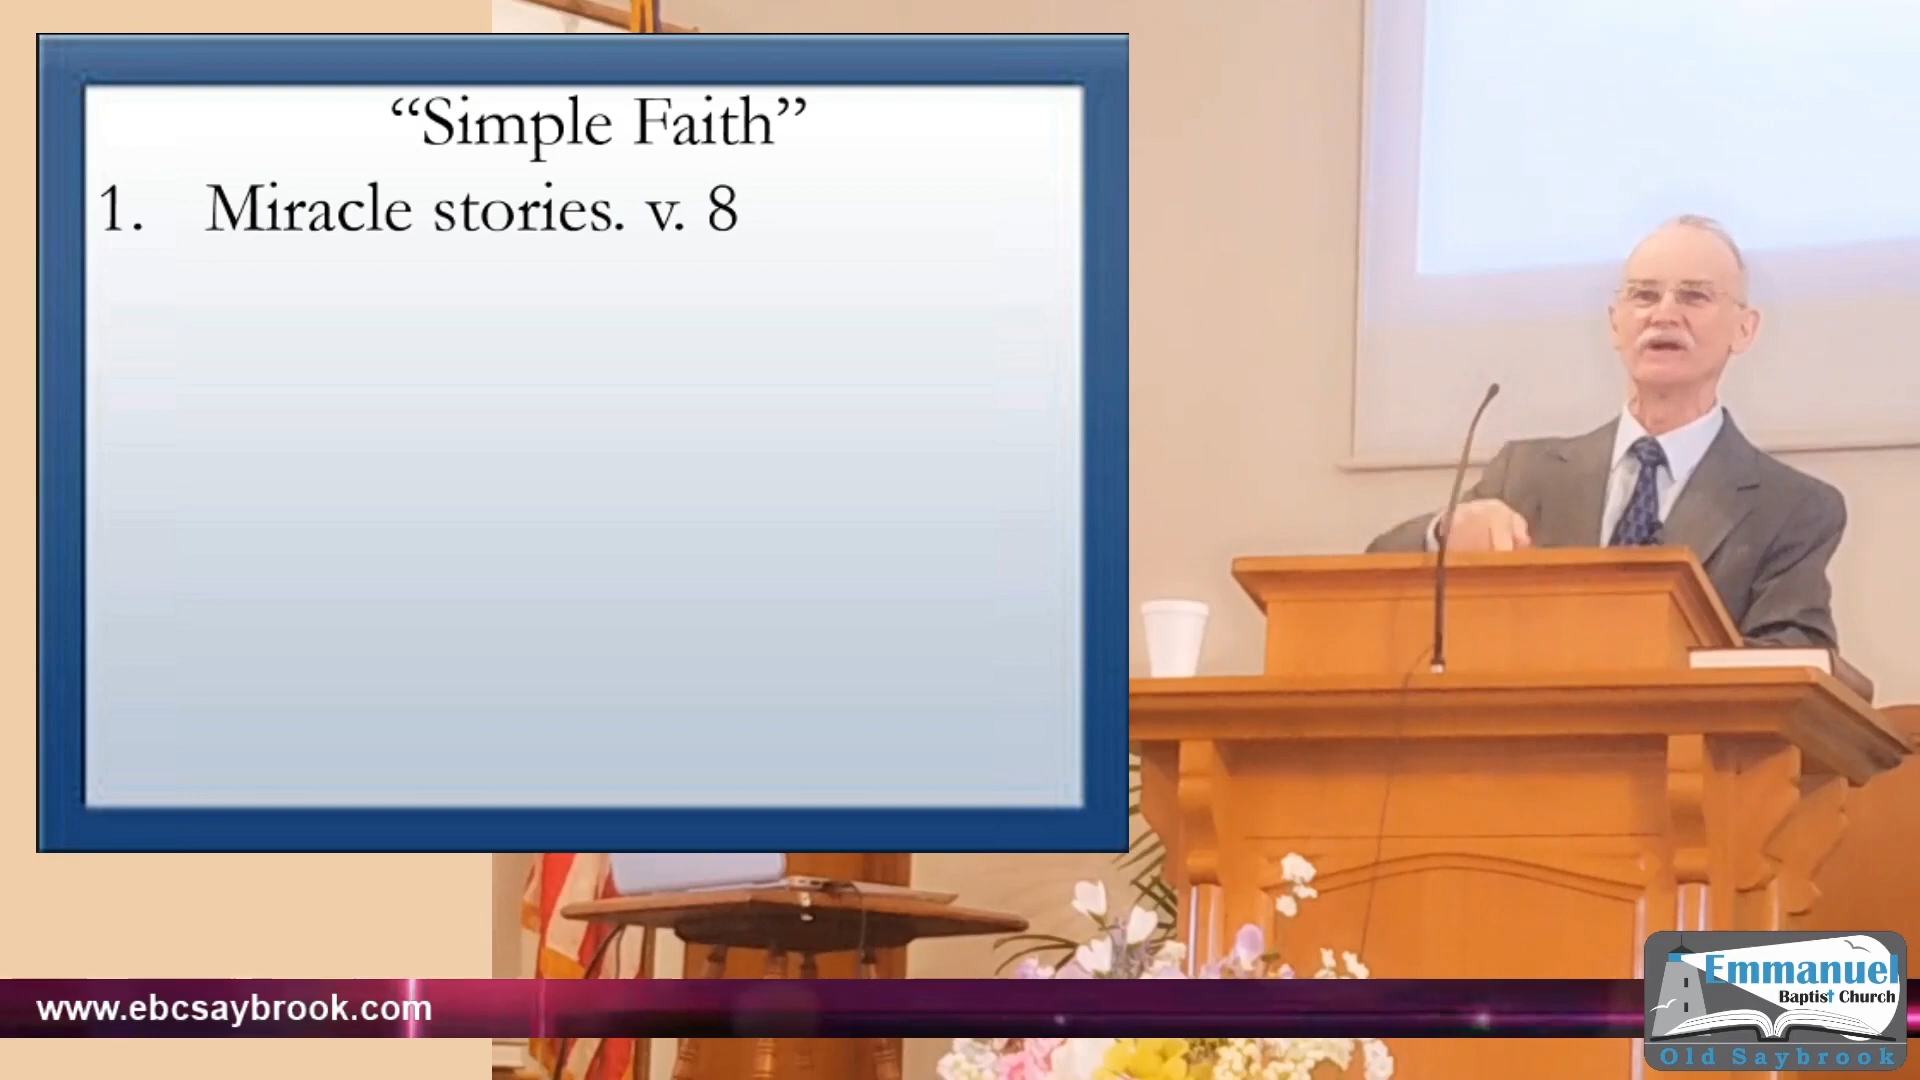 “Simple Faith”
1. Miracle stories. v. 8
www.ebcsaybrook.com
Emmanuel
Baptist Church
Old Saybrook